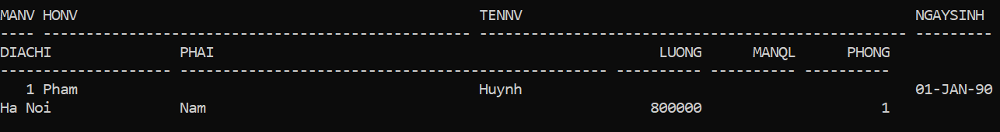 MANV HONV                                               TENNV                                              NGAYSINH
---- -------------------------------------------------- -------------------------------------------------- ---------
DIACHI               PHAI                                                    LUONG      MANQL      PHONG
-------------------- -------------------------------------------------- ---------- ---------- ----------
   1 Pham                                               Huynh                                              01-JAN-90
Ha Noi               Nam                                                    800000                     1